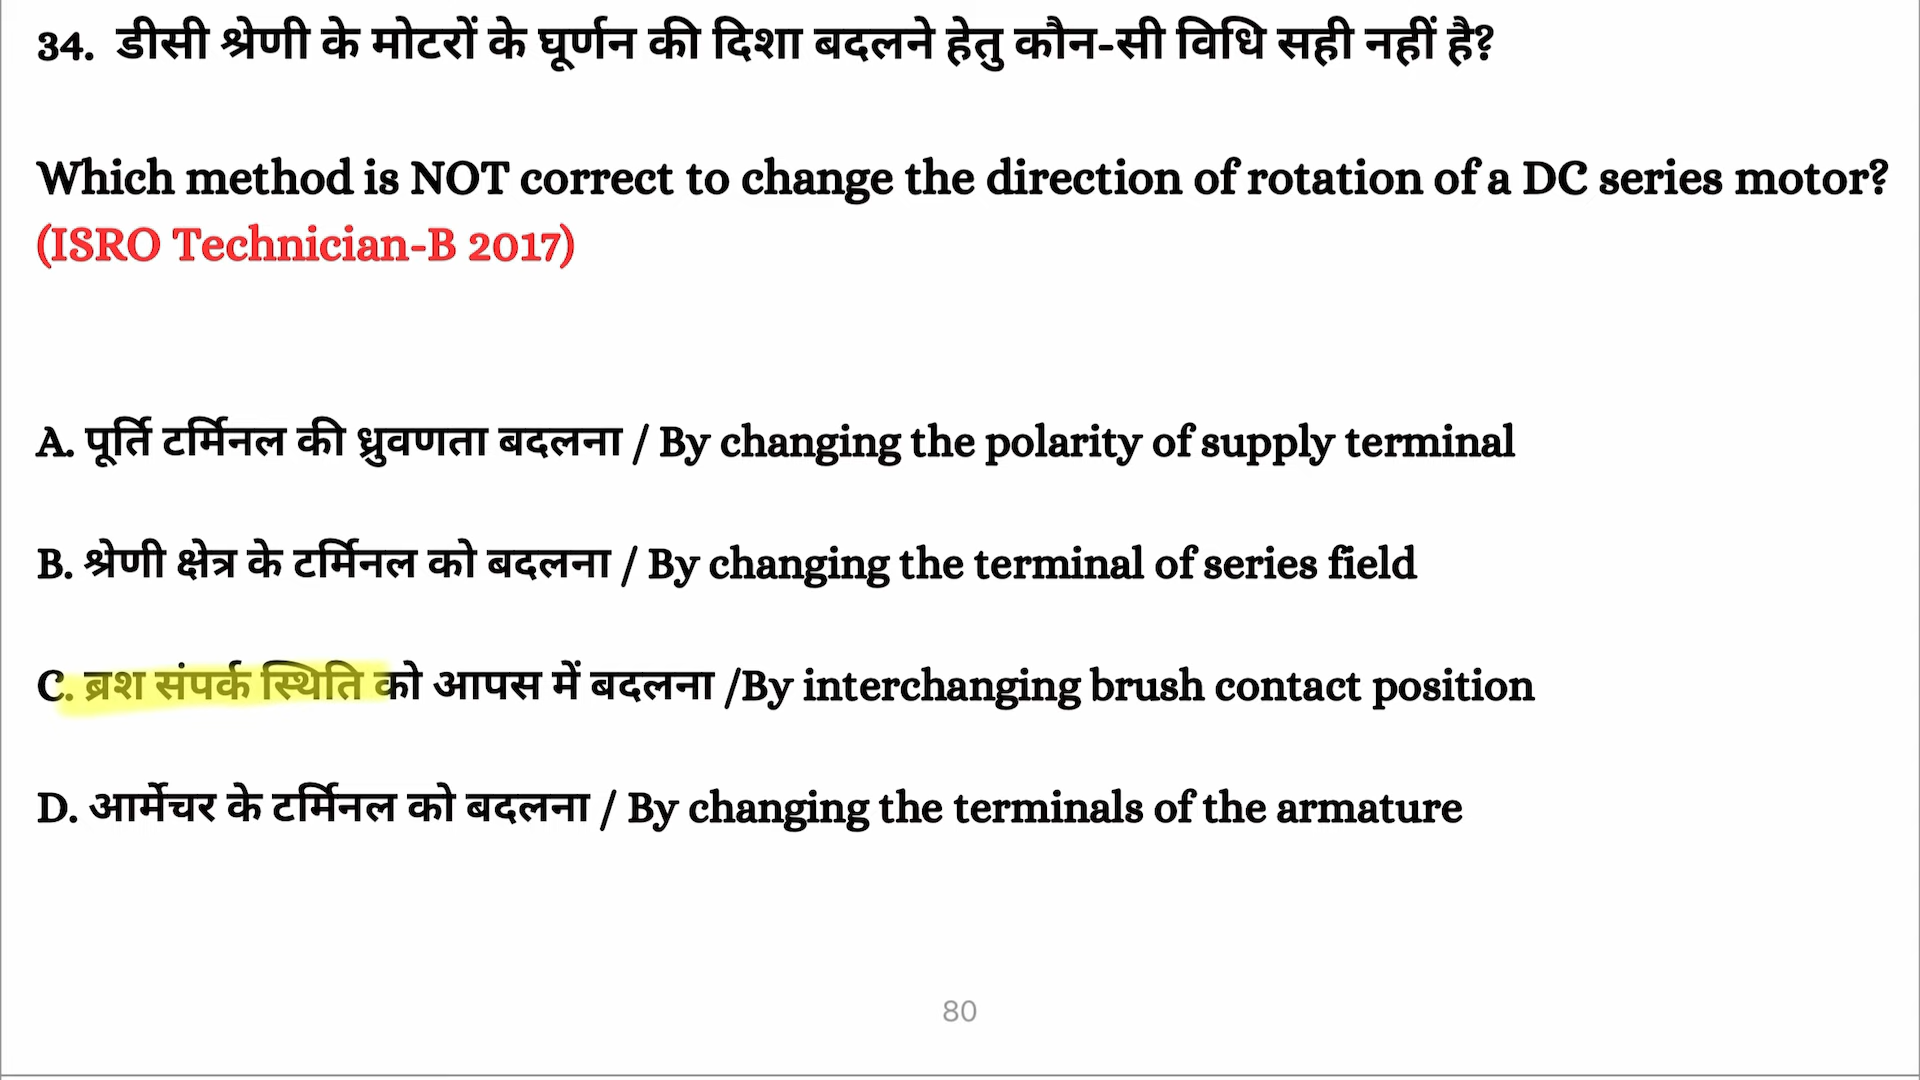 34. डीसी श्रेणी के मोटरों के घूर्णन की दिशा बदलने हेतु कौन-सी विधि सही नहीं है?
Which method is NOT correct to change the direction of rotation of a DC series motor?
(ISRO Technician-B 2017)
A. पूर्ति टर्मिनल की ध्रुवणता बदलना / By changing the polarity of supply terminal
B. श्रेणी क्षेत्र के टर्मिनल को बदलना / By changing the terminal of series field
C. ब्रश संपर्क स्थिति को आपस में बदलना /By interchanging brush contact position
D. आर्मेचर के टर्मिनल को बदलना / By changing the terminals of the armature
80